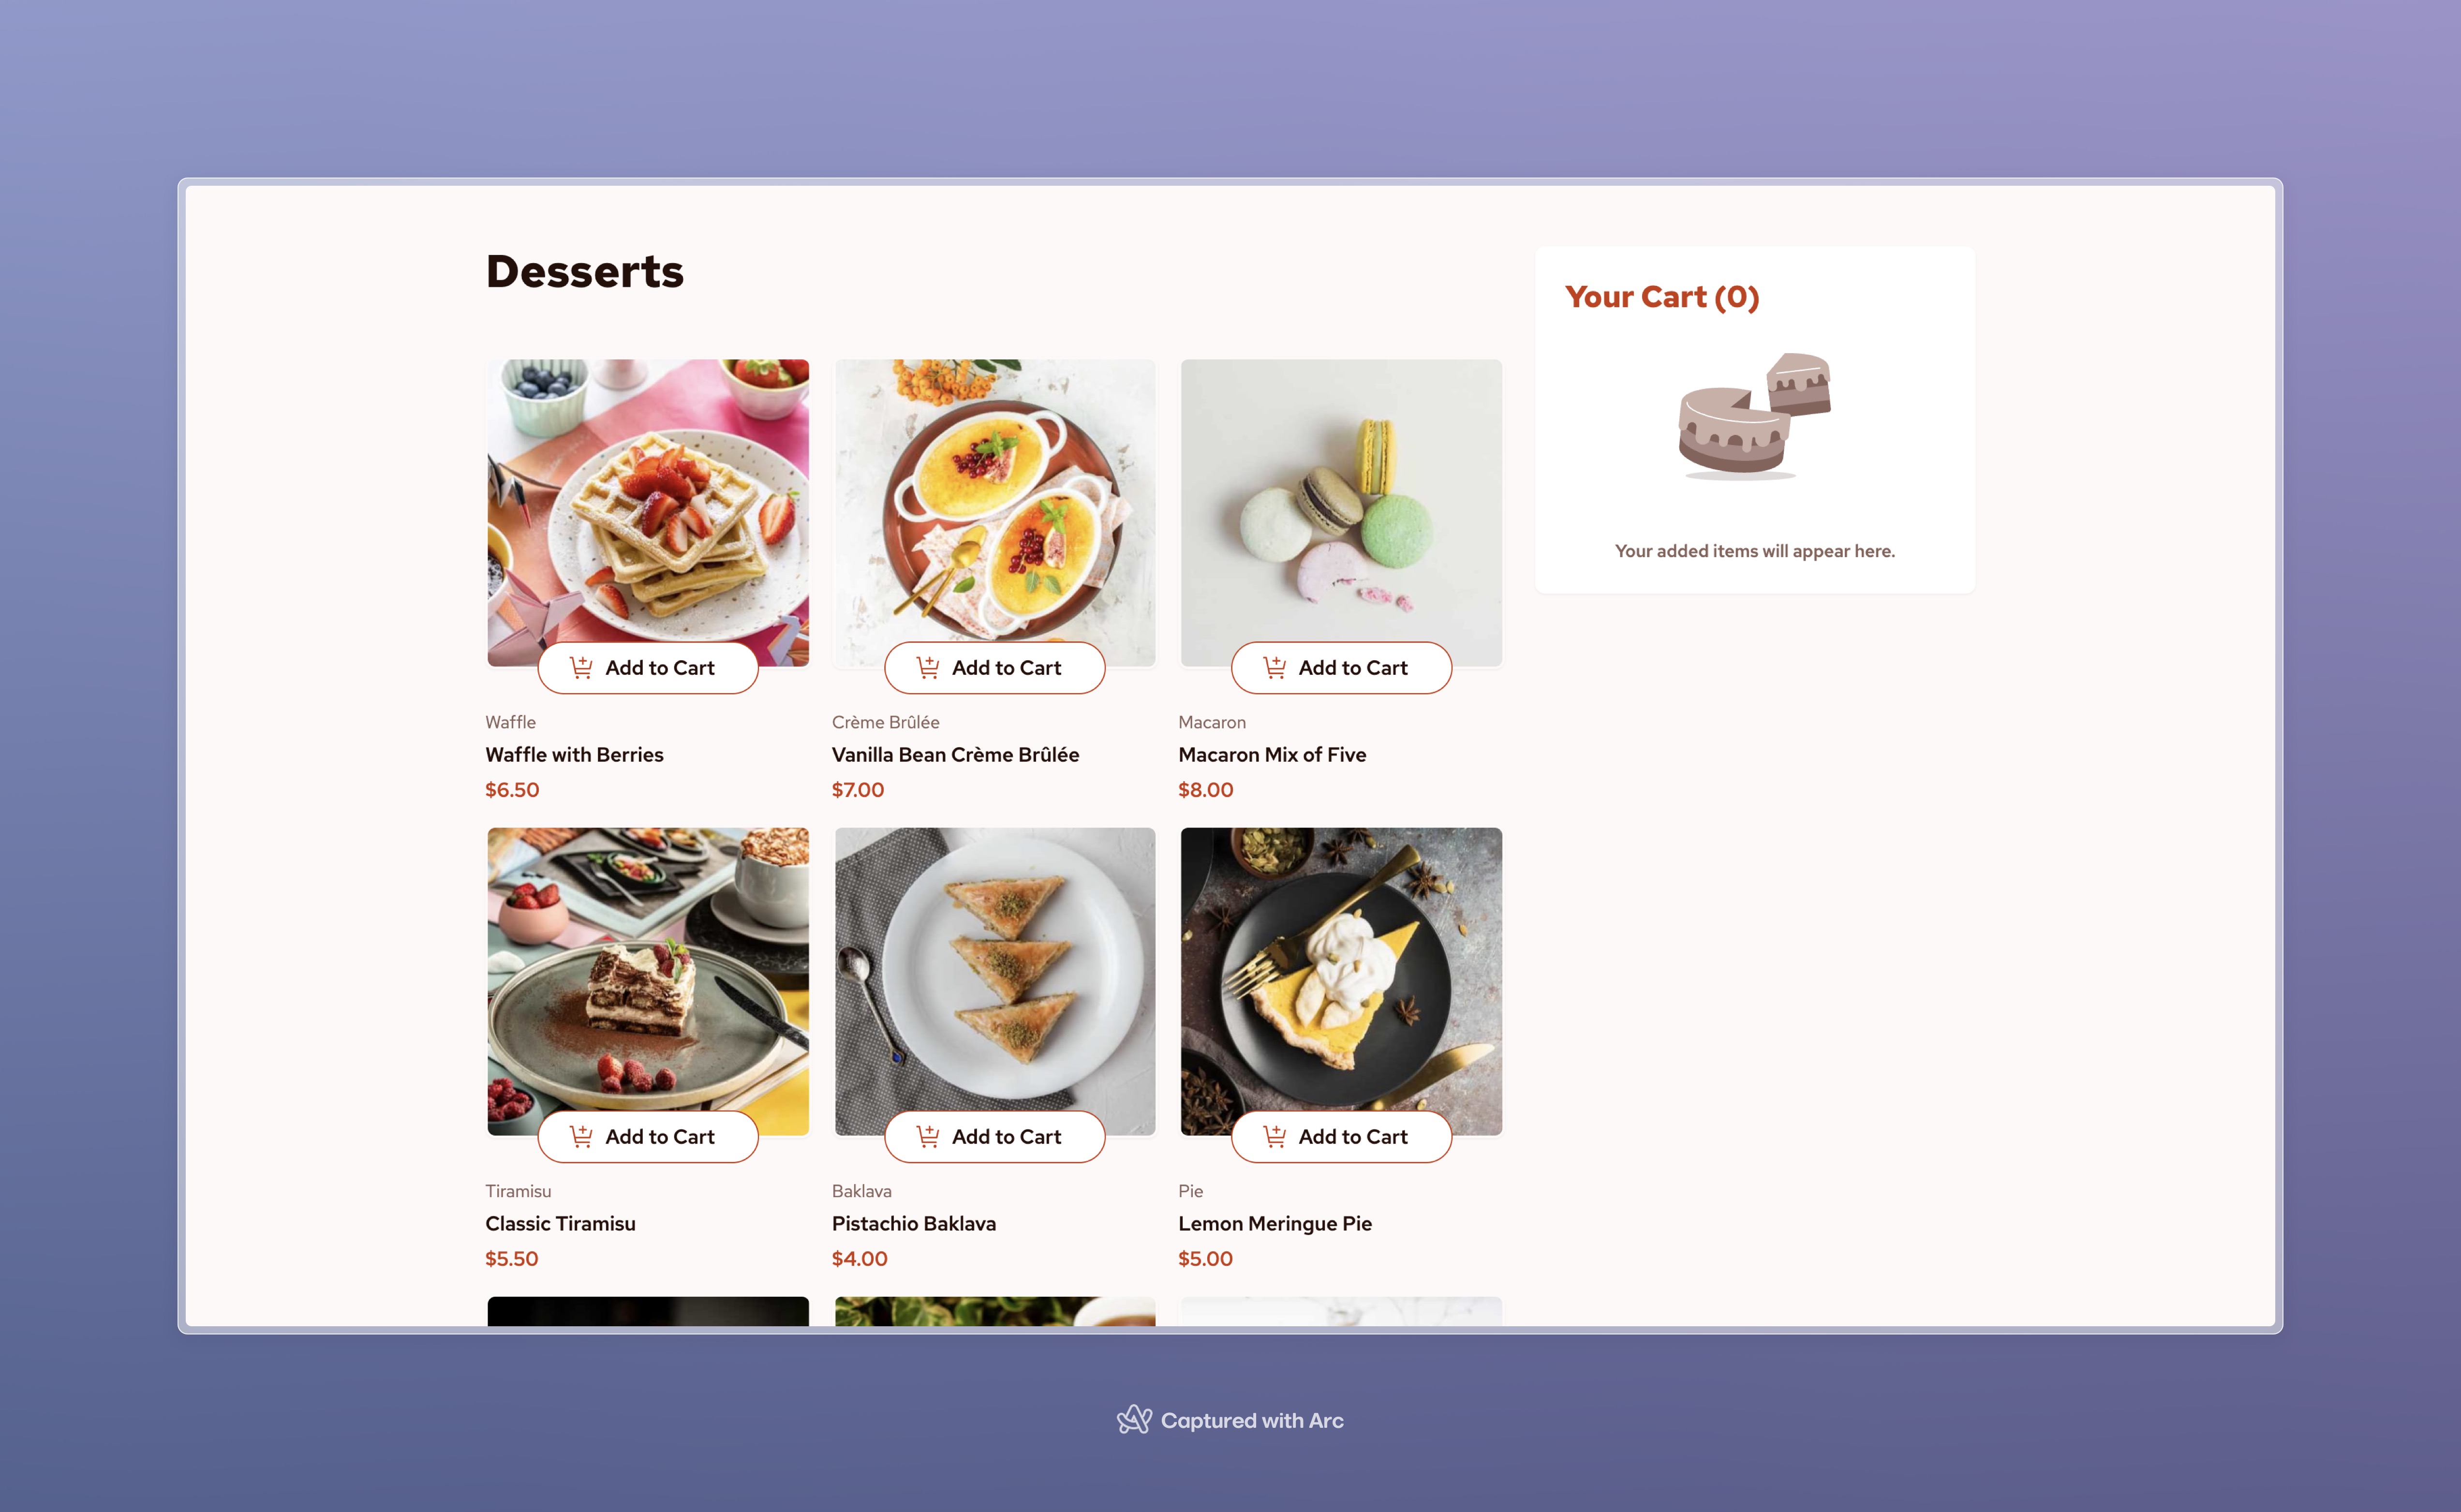 Desserts
Your Cart (0)
Your added items will appear here.
Add to Cart
Add to Cart
Add to Cart
Waffle
Waffle with Berries
$6.50
Crème Brûlée
Vanilla Bean Crème Brûlée
$7.00
Macaron
Macaron Mix of Five
$8.00
Add to Cart
Add to Cart
Add to Cart
Tiramisu
Classic Tiramisu
$5.50
Baklava
Pistachio Baklava
$4.00
Pie
Lemon Meringue Pie
$5.00
Captured with Arc